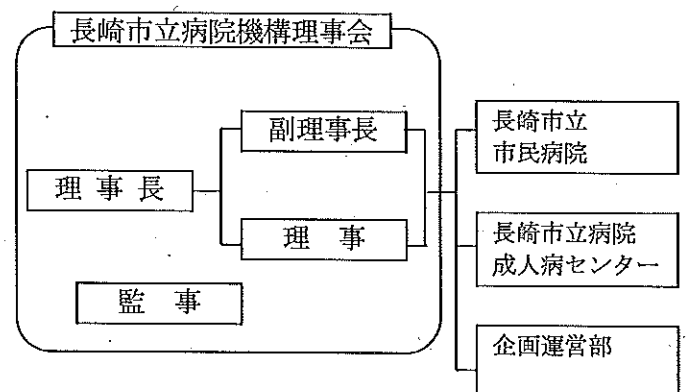 長崎市立病院機構理事会
副理事長
長崎市立
市民病院
理事長
理事
長崎市立病院
成人病センター
監事
企画運営部